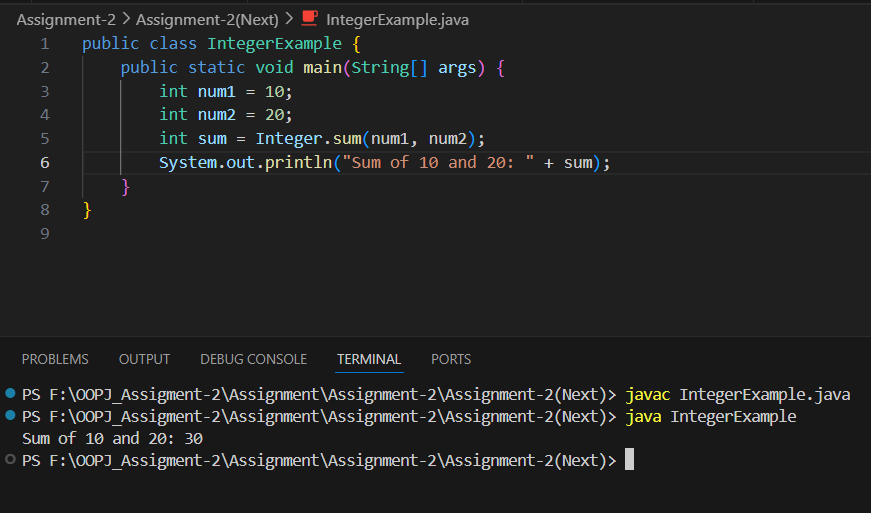 Assignment-2 > Assignment-2(Next) > IntegerExample.java
1 public class IntegerExample {
2     public static void main(String[] args) {
3         int num1 = 10;
4         int num2 = 20;
5         int sum = Integer.sum(num1, num2);
6         System.out.println("Sum of 10 and 20: " + sum);
7     }
8 }
9
PROBLEMS OUTPUT DEBUG CONSOLE TERMINAL PORTS
PS F:\OOPJ_Assigment-2\Assignment\Assignment-2\Assignment-2(Next)> javac IntegerExample.java
PS F:\OOPJ_Assigment-2\Assignment\Assignment-2\Assignment-2(Next)> java IntegerExample
Sum of 10 and 20: 30
PS F:\OOPJ_Assigment-2\Assignment\Assignment-2\Assignment-2(Next)>